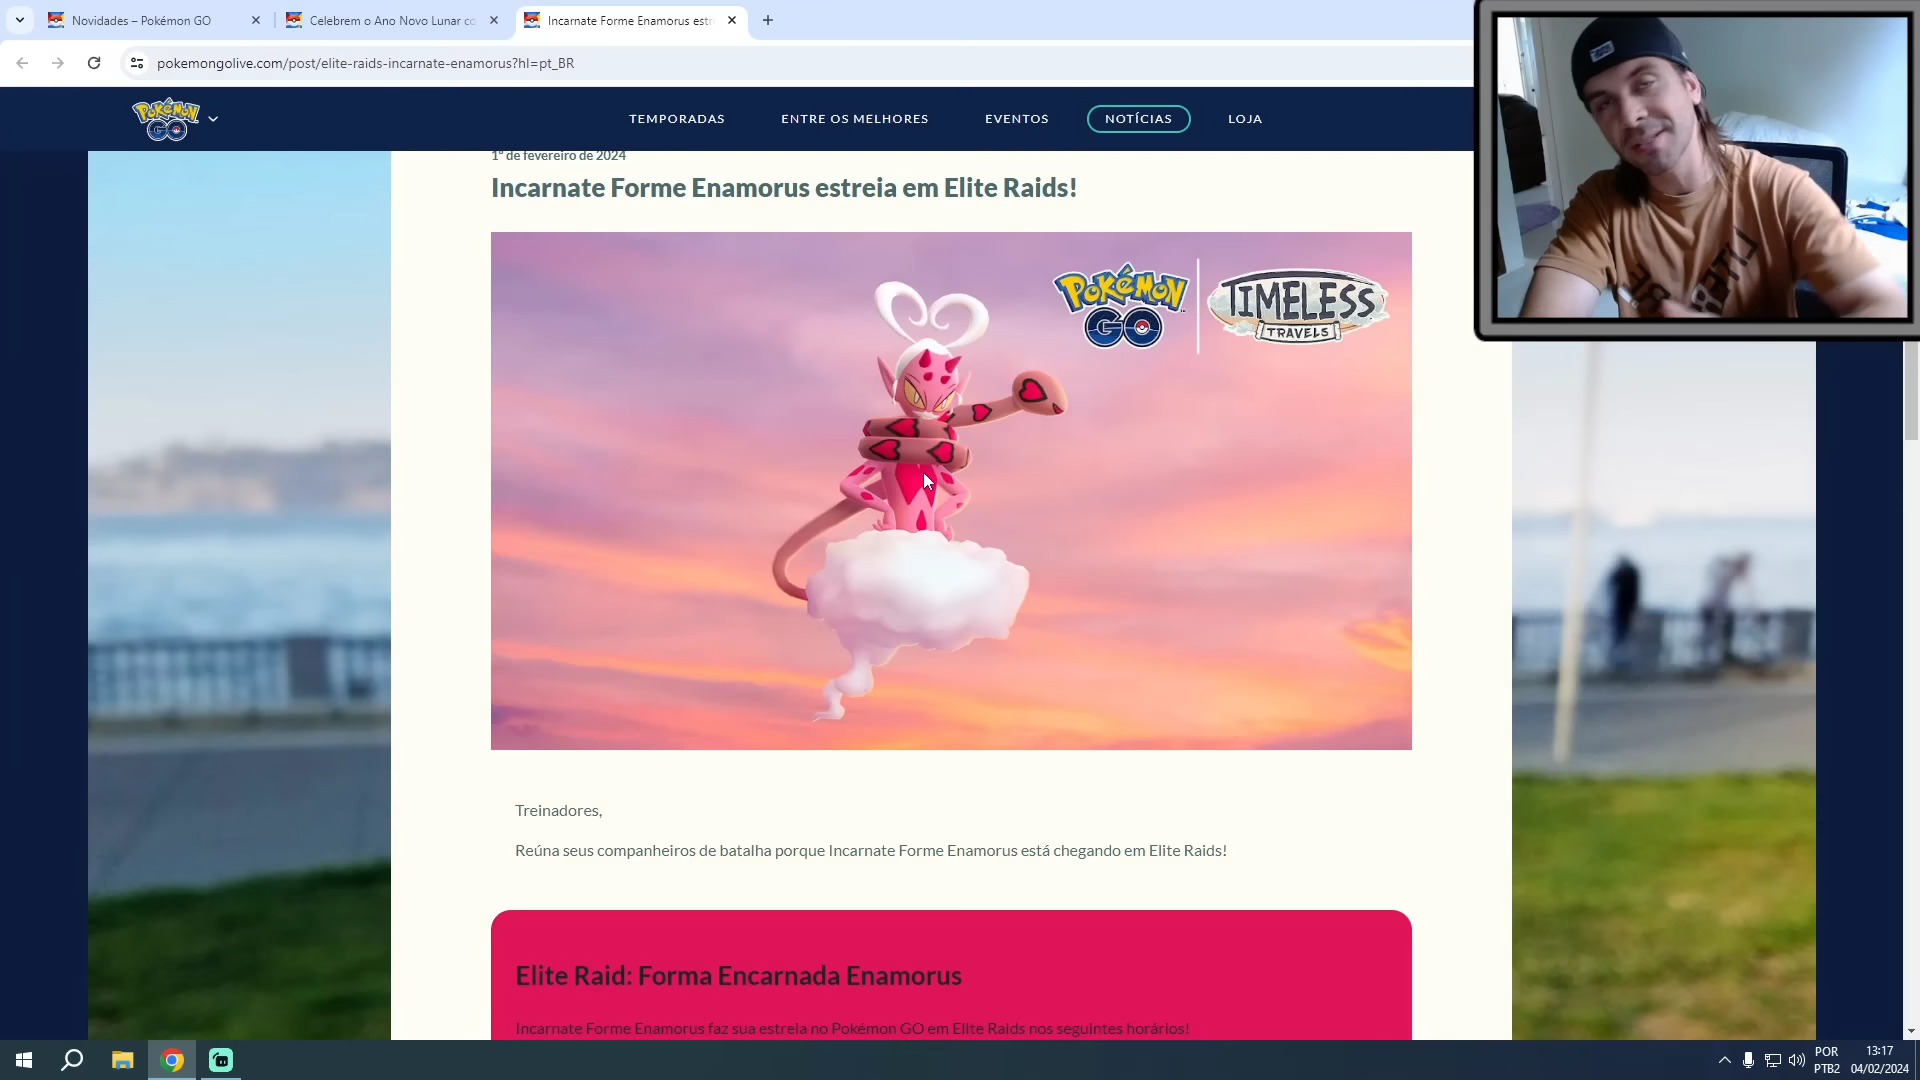 Novidades – Pokémon GO
Celebrem o Ano Novo Lunar co
Incarnate Forme Enamorus estr
pokemongolive.com/post/elite-raids-incarnate-enamorus?hl=pt_BR
POKÉMON GO
TEMPORADAS
ENTRE OS MELHORES
EVENTOS
NOTÍCIAS
LOJA
1º de fevereiro de 2024
Incarnate Forme Enamorus estreia em Elite Raids!
POKÉMON GO
TIMELESS
TRAVELS
Treinadores,
Reúna seus companheiros de batalha porque Incarnate Forme Enamorus está chegando em Elite Raids!
Elite Raid: Forma Encarnada Enamorus
Incarnate Forme Enamorus faz sua estreia no Pokémon GO em Elite Raids nos seguintes horários!
POR
PTB2
13:17
04/02/2024